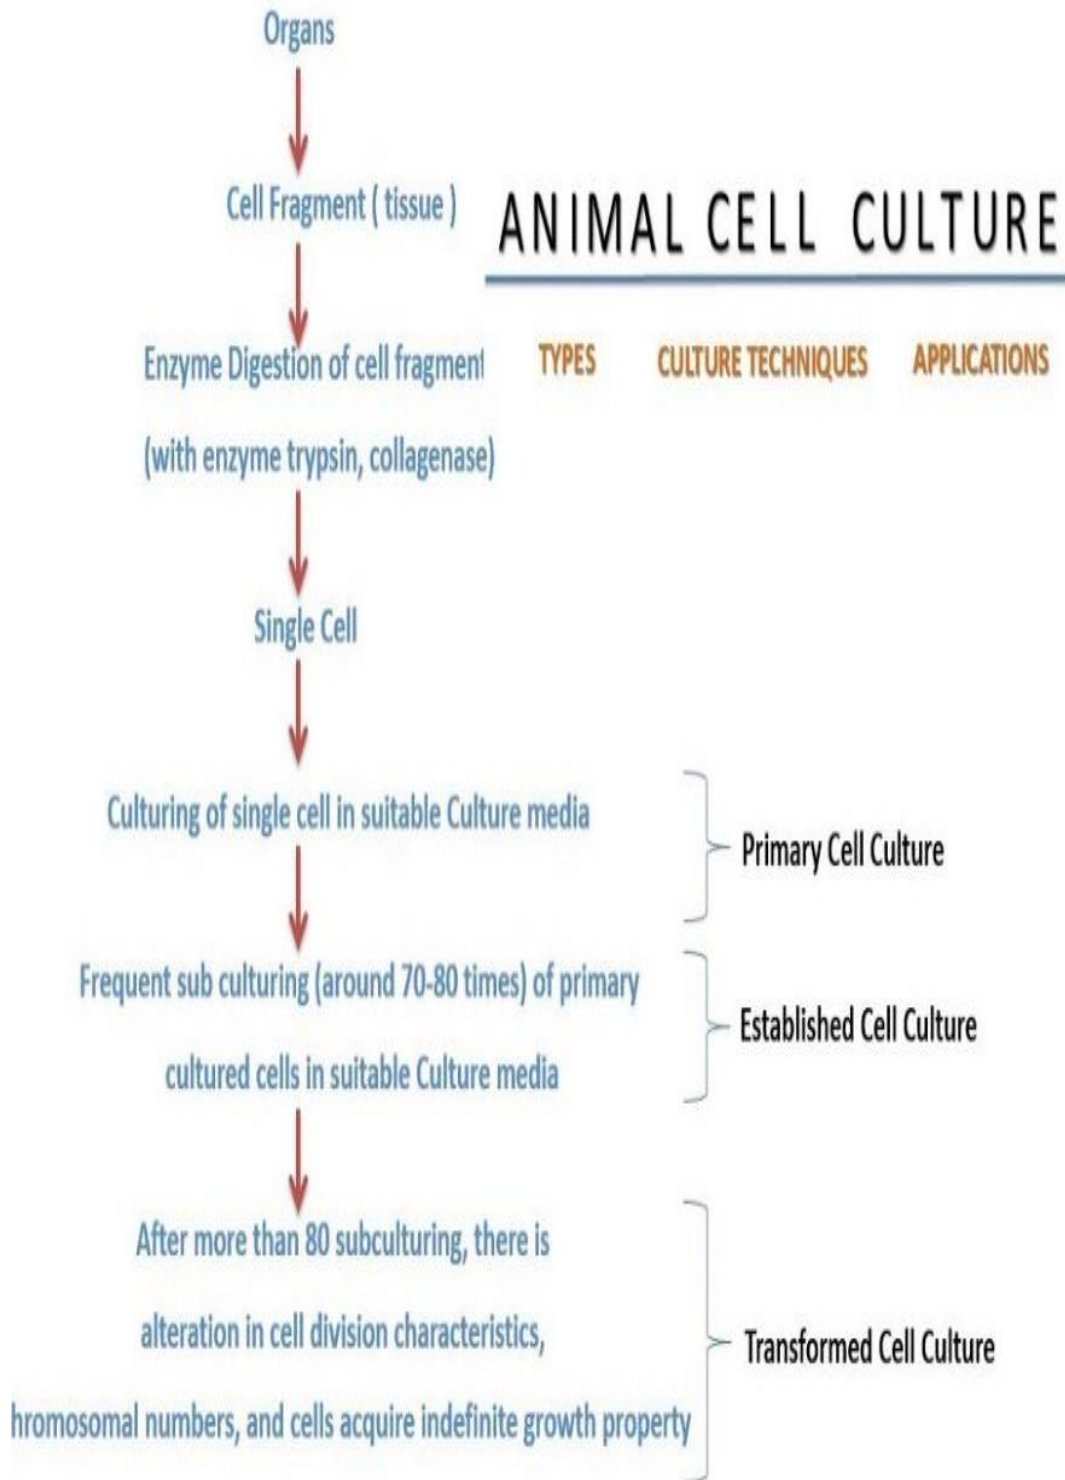 Organs
Cell Fragment ( tissue )
ANIMAL CELL CULTURE
Enzyme Digestion of cell fragment
(with enzyme trypsin, collagenase)
TYPES CULTURE TECHNIQUES APPLICATIONS
Single Cell
Culturing of single cell in suitable Culture media
Primary Cell Culture
Frequent sub culturing (around 70-80 times) of primary
cultured cells in suitable Culture media
Established Cell Culture
After more than 80 subculturing, there is
alteration in cell division characteristics,
hromosomal numbers, and cells acquire indefinite growth property
Transformed Cell Culture